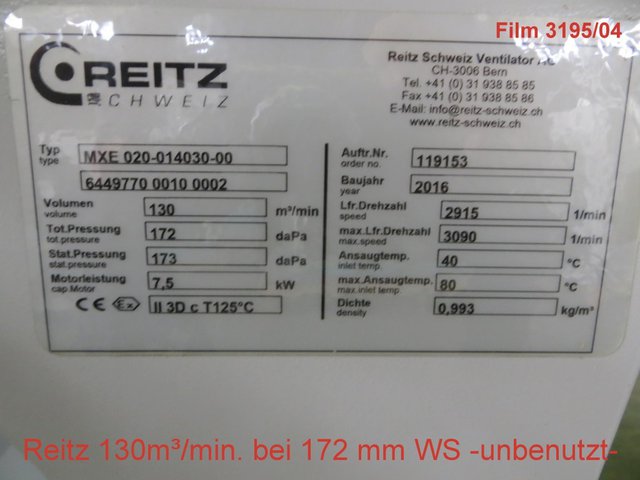 Film 3195/04
REITZ
SCHWEIZ
Reitz Schweiz Ventilator AG
CH-3006 Bern
Tel. +41 (0) 31 938 85 85
Fax +41 (0) 31 938 85 86
E-Mail: info@reitz-schweiz.ch
www.reitz-schweiz.ch
Typ MXE 020-014030-00
type
6449770 0010 0002
Volumen 130 m³/min
volume
Tot.Pressung 172 daPa
tot.pressure
Stat.Pressung 173 daPa
stat.pressure
Motorleistung 7,5 kW
cap Motor
CE Ex II 3D c T125°C
Auftr.Nr. 119153
order no.
Baujahr 2016
year
Lfr.Drehzahl 2915 1/min
speed
max.Lfr.Drehzahl 3090 1/min
max.speed
Ansaugtemp. 40 °C
inlet temp.
max.Ansaugtemp. 80 °C
max.inlet temp.
Dichte 0,993 kg/m³
density
Reitz 130m³/min. bei 172 mm WS -unbenutzt-